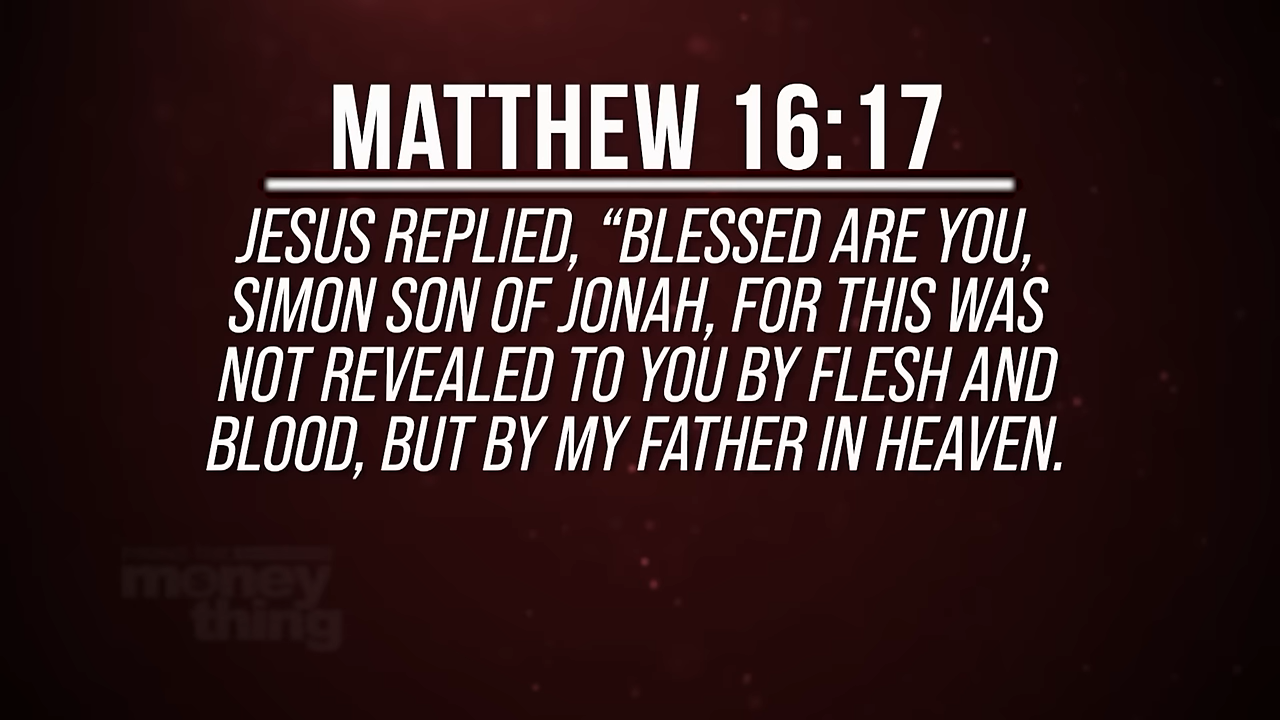 MATTHEW 16:17
JESUS REPLIED, “BLESSED ARE YOU,
SIMON SON OF JONAH, FOR THIS WAS
NOT REVEALED TO YOU BY FLESH AND
BLOOD, BUT BY MY FATHER IN HEAVEN.
money
thing